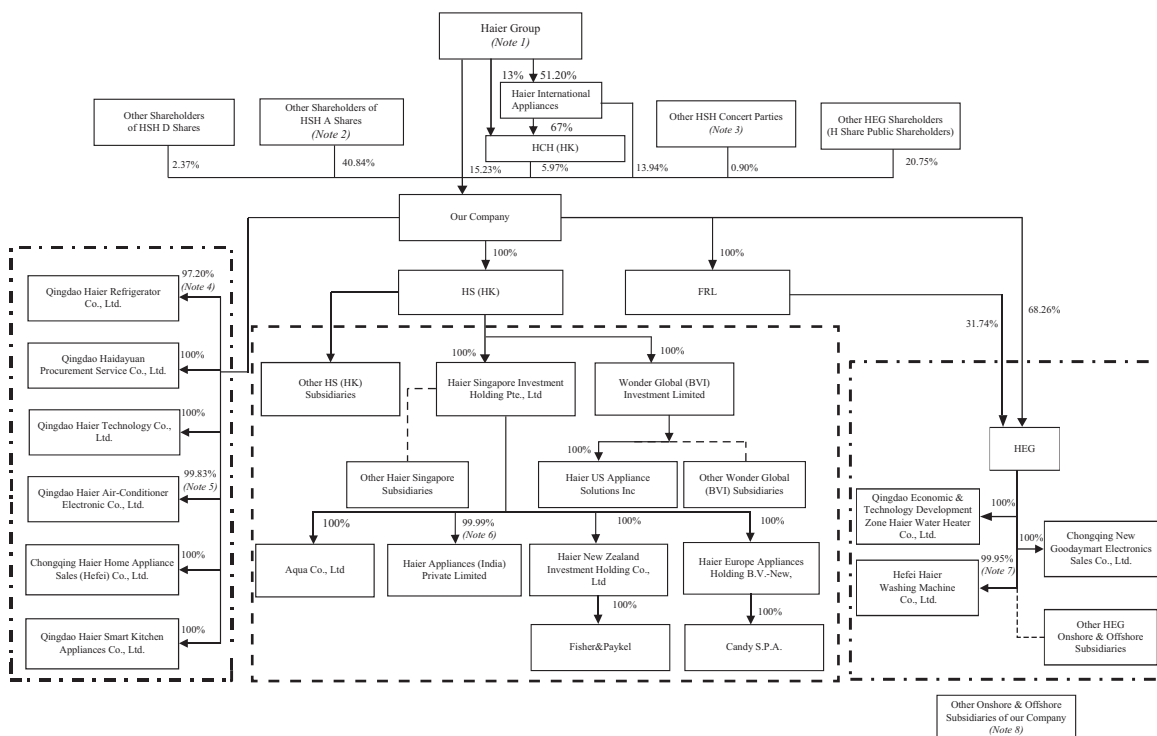 Haier Group
(Note 1)
13%
51.20%
Haier International
Appliances
67%
HCH (HK)
Other Shareholders
of HSH D Shares
Other Shareholders of
HSH A Shares
(Note 2)
Other HSH Concert Parties
(Note 3)
Other HEG Shareholders
(H Share Public Shareholders)
2.37%
40.84%
15.23%
5.97%
13.94%
0.90%
20.75%
Our Company
100%
100%
HS (HK)
FRL
31.74%
68.26%
97.20%
(Note 4)
Qingdao Haier Refrigerator
Co., Ltd.
100%
Qingdao Haidayuan
Procurement Service Co., Ltd.
100%
Qingdao Haier Technology Co.,
Ltd.
99.83%
(Note 5)
Qingdao Haier Air-Conditioner
Electronic Co., Ltd.
100%
Chongqing Haier Home Appliance
Sales (Hefei) Co., Ltd.
100%
Qingdao Haier Smart Kitchen
Appliances Co., Ltd.
100%
100%
Other HS (HK)
Subsidiaries
Haier Singapore Investment
Holding Pte., Ltd
Wonder Global (BVI)
Investment Limited
100%
Other Haier Singapore
Subsidiaries
Haier US Appliance
Solutions Inc
Other Wonder Global
(BVI) Subsidiaries
100%
99.99%
(Note 6)
100%
100%
Aqua Co., Ltd
Haier Appliances (India)
Private Limited
Haier New Zealand
Investment Holding Co.,
Ltd
Haier Europe Appliances
Holding B.V.-New,
100%
100%
Fisher&Paykel
Candy S.P.A.
HEG
Qingdao Economic &
Technology Development
Zone Haier Water Heater
Co., Ltd.
100%
100%
Chongqing New
Goodaymart Electronics
Sales Co., Ltd.
99.95%
(Note 7)
Hefei Haier
Washing Machine
Co., Ltd.
Other HEG
Onshore & Offshore
Subsidiaries
Other Onshore & Offshore
Subsidiaries of our Company
(Note 8)